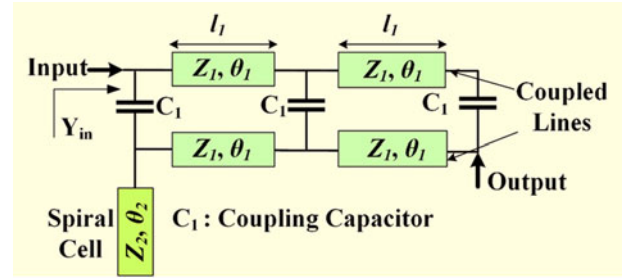 l₁ l₁
Input Z₁, θ₁ Z₁, θ₁
C₁ C₁ C₁ Coupled Lines
Yin
Z₁, θ₁ Z₁, θ₁
Output
Spiral Cell Z₂, θ₂ C₁ : Coupling Capacitor